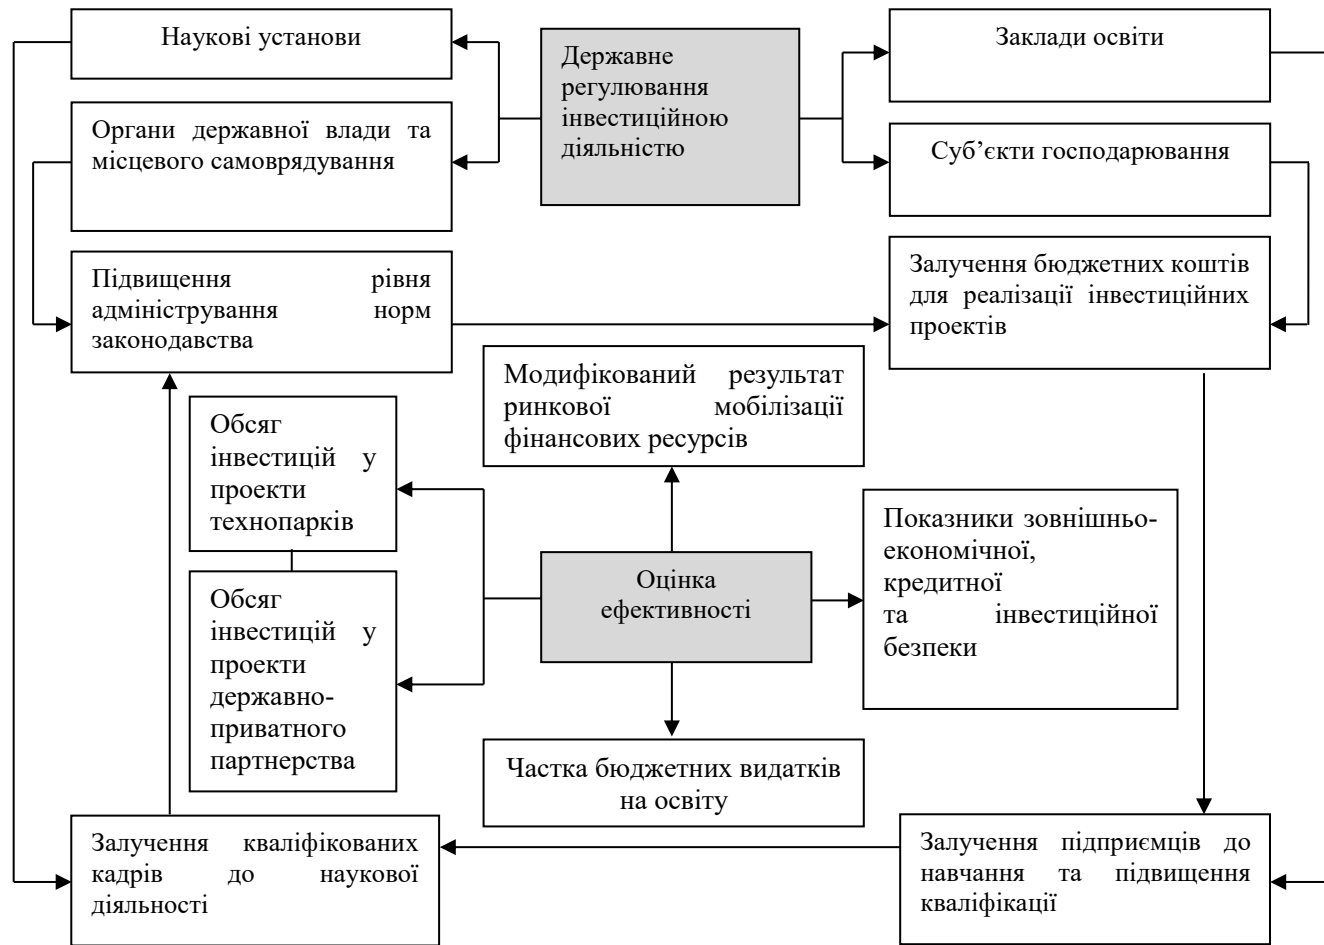 Наукові установи
Державне
регулювання
інвестиційною
діяльністю
Заклади освіти
Органи державної влади та
місцевого самоврядування
Суб’єкти господарювання
Підвищення рівня
адміністрування норм
законодавства
Залучення бюджетних коштів
для реалізації інвестиційних
проектів
Модифікований результат
ринкової мобілізації
фінансових ресурсів
Обсяг
інвестицій у
проекти
технопарків
Показники зовнішньо-
економічної,
кредитної
та інвестиційної
безпеки
Оцінка
ефективності
Обсяг
інвестицій у
проекти
державно-
приватного
партнерства
Частка бюджетних видатків
на освіту
Залучення кваліфікованих
кадрів до наукової
діяльності
Залучення підприємців до
навчання та підвищення
кваліфікації